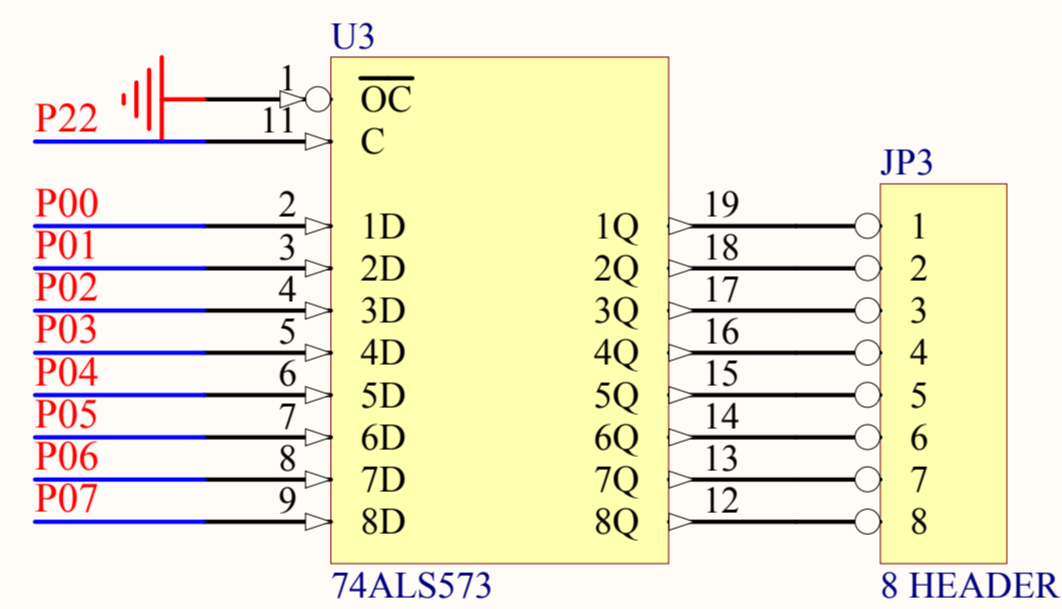 U3
1 OC
P22 11 C
JP3
P00 2 1D 1Q 19 1
P01 3 2D 2Q 18 2
P02 4 3D 3Q 17 3
P03 5 4D 4Q 16 4
P04 6 5D 5Q 15 5
P05 7 6D 6Q 14 6
P06 8 7D 7Q 13 7
P07 9 8D 8Q 12 8
74ALS573 8 HEADER